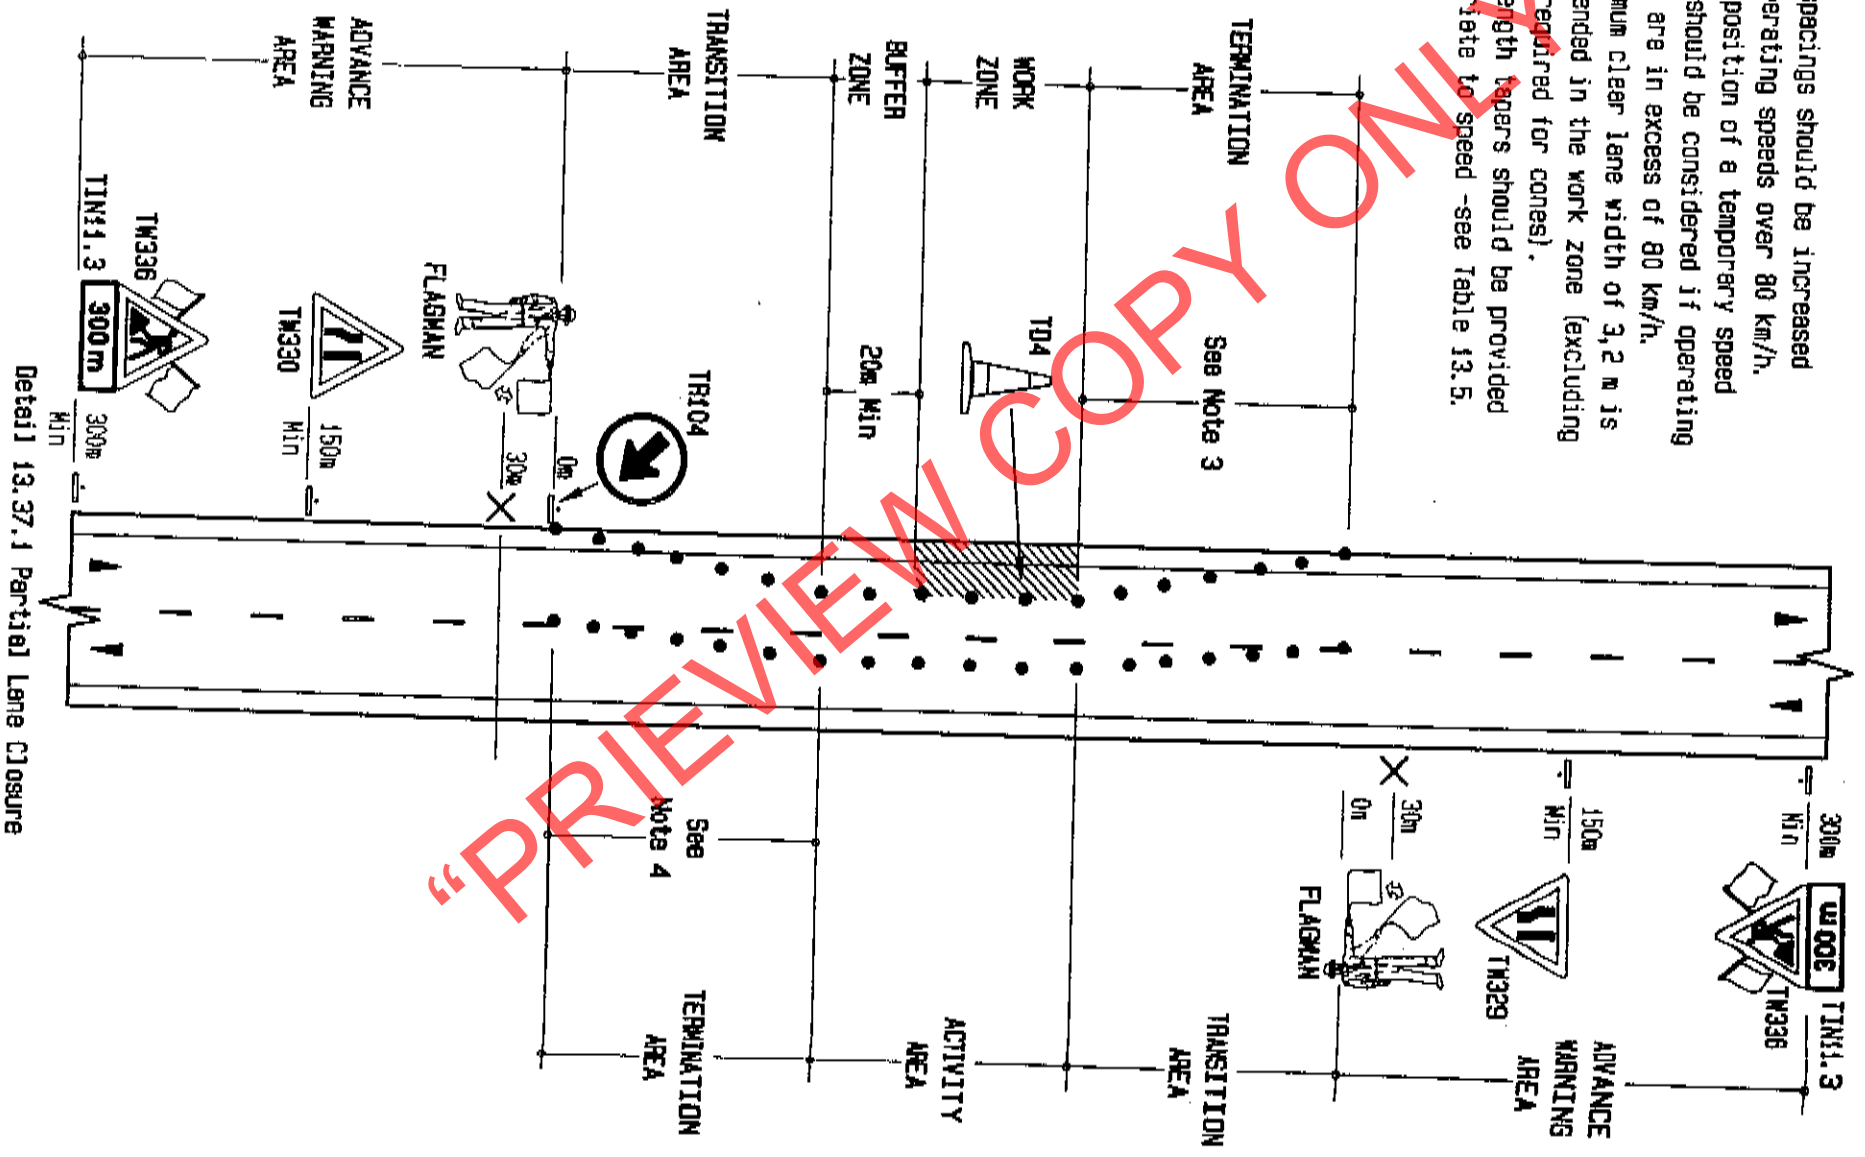 spacings should be increased
perating speeds over 80 km/h.
position of a temporary speed
should be considered if operating
are in excess of 80 km/h.
mum clear lane width of 3,2 m is
ended in the work zone (excluding
required for cones).
ength tapers should be provided
iate to speed -see Table 13.5.
TERMINATION
AREA
WORK
ZONE
BUFFER
ZONE
TRANSITION
AREA
ADVANCE
WARNING
AREA
See Note 3
T04
20m Min
TR104
0m
30m
FLAGMAN
TW330
150m
Min
TW336
TIN11.3
300m
300m
Min
300m
Min
300m
TIN11.3
TW336
150m
Min
TW329
30m
0m
FLAGMAN
See
Note 4
ADVANCE
WARNING
AREA
TRANSITION
AREA
ACTIVITY
AREA
TERMINATION
AREA
Detail 13.37.1 Partial Lane Closure
“PRIEVIEW COPY ONLY